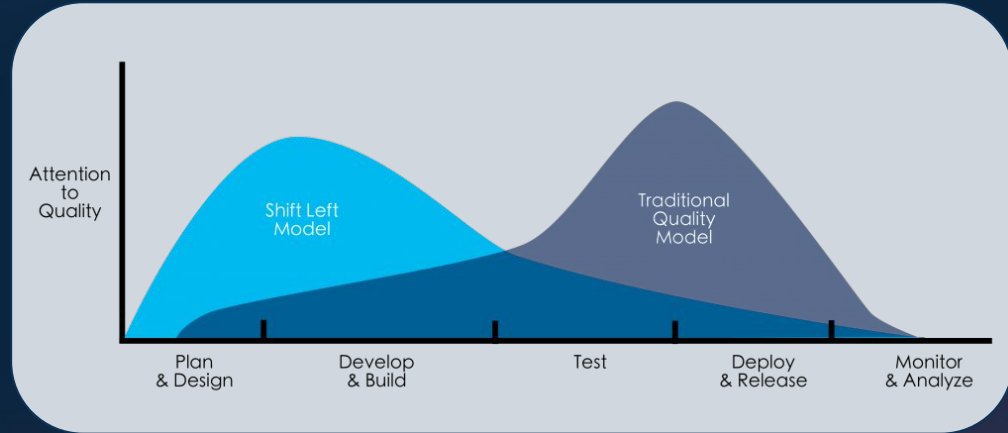 Attention
to
Quality
Shift Left
Model
Traditional
Quality
Model
Plan
& Design
Develop
& Build
Test
Deploy
& Release
Monitor
& Analyze